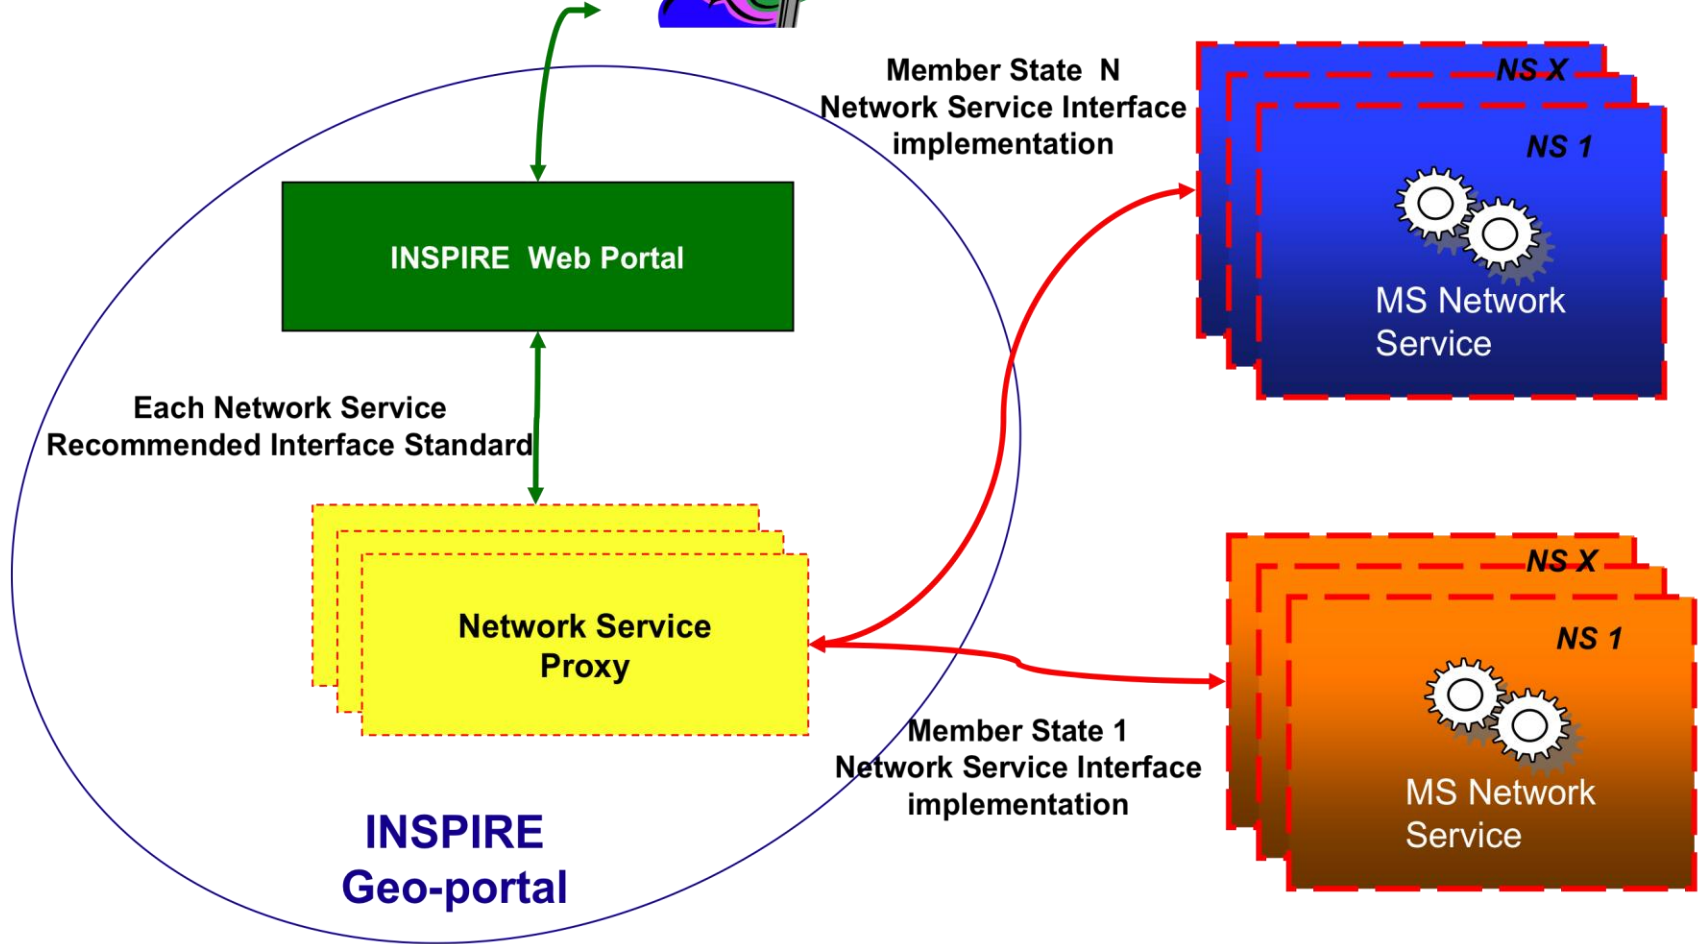 Member State N
Network Service Interface
implementation
NS X
NS 1
MS Network
Service
INSPIRE Web Portal
Each Network Service
Recommended Interface Standard
Network Service
Proxy
NS X
NS 1
MS Network
Service
Member State 1
Network Service Interface
implementation
INSPIRE
Geo-portal